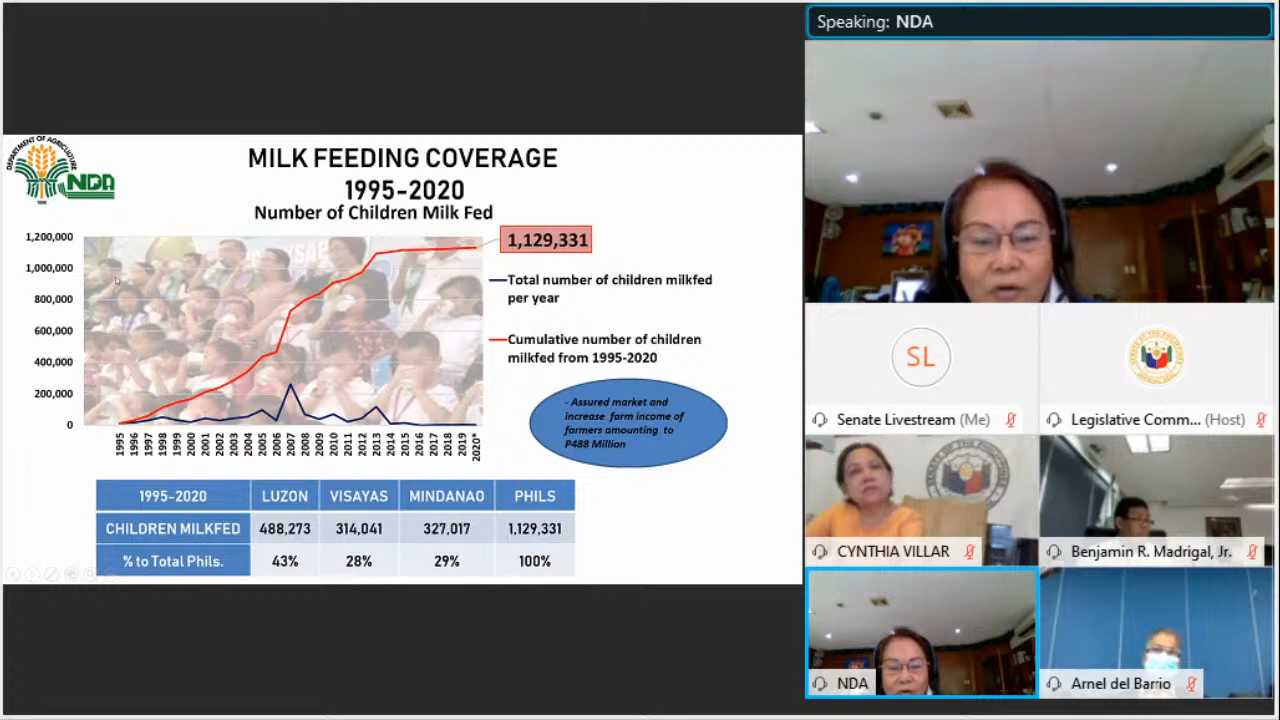 Speaking: NDA
DEPARTMENT OF AGRICULTURE
NDA
MILK FEEDING COVERAGE
1995-2020
Number of Children Milk Fed
1,200,000
1,000,000
800,000
600,000
400,000
200,000
0
1,129,331
1995 1996 1997 1998 1999 2000 2001 2002 2003 2004 2005 2006 2007 2008 2009 2010 2011 2012 2013 2014 2015 2016 2017 2018 2019 2020*
Total number of children milkfed
per year
Cumulative number of children
milkfed from 1995-2020
- Assured market and
increase farm income of
farmers amounting to
P488 Million
1995-2020 LUZON VISAYAS MINDANAO PHILS
CHILDREN MILKFED 488,273 314,041 327,017 1,129,331
% to Total Phils. 43% 28% 29% 100%
SL
Senate Livestream (Me)
Legislative Comm... (Host)
CYNTHIA VILLAR
Benjamin R. Madrigal, Jr.
NDA
Arnel del Barrio